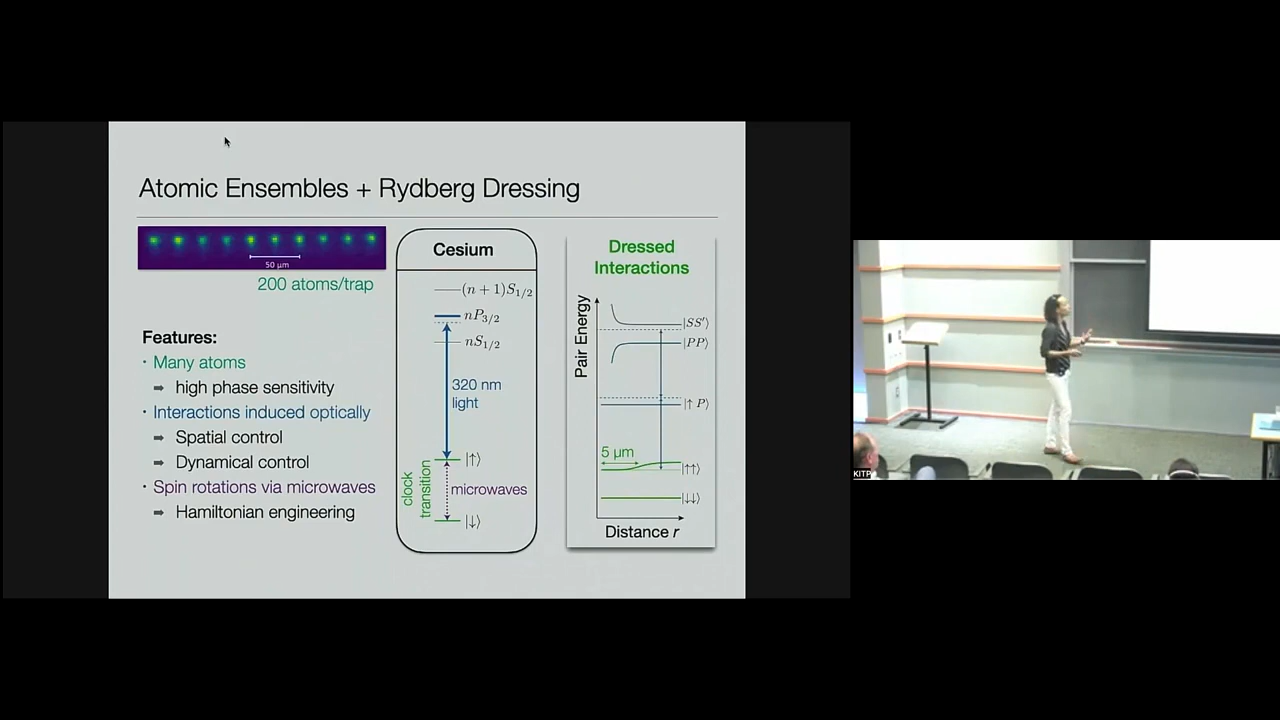 Atomic Ensembles + Rydberg Dressing
50 μm
200 atoms/trap
Features:
· Many atoms
➡ high phase sensitivity
· Interactions induced optically
➡ Spatial control
➡ Dynamical control
· Spin rotations via microwaves
➡ Hamiltonian engineering
Cesium
(n + 1)S1/2
nP3/2
nS1/2
320 nm
light
|↑⟩
clock
transition
microwaves
|↓⟩
Dressed
Interactions
Pair Energy
|SS′⟩
|PP⟩
|↑ P⟩
5 μm
|↑↑⟩
|↓↓⟩
Distance r
KITP